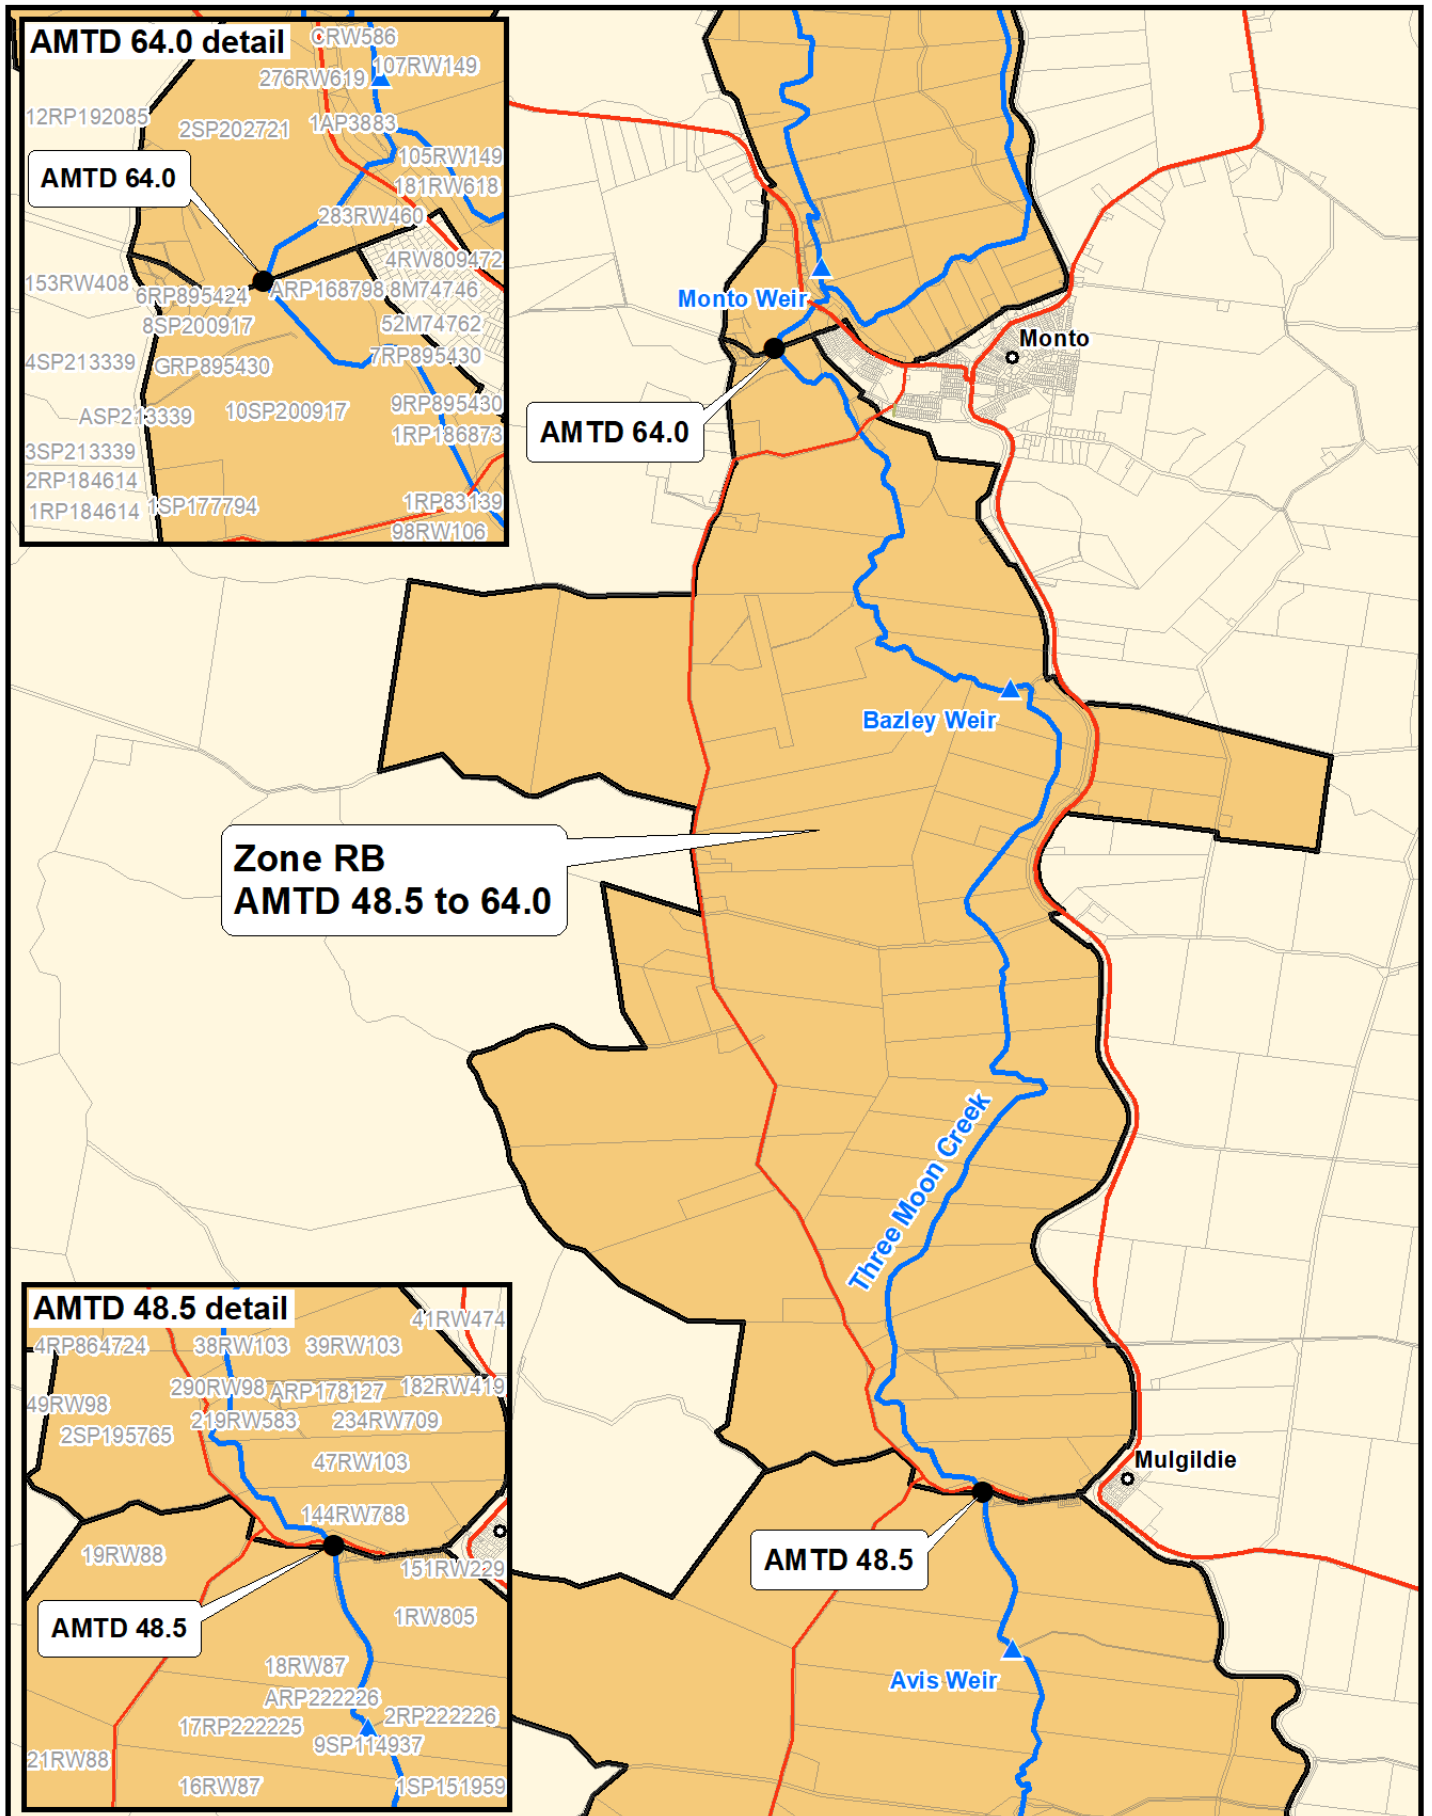 AMTD 64.0 detail
CRW586
107RW149
276RW619
12RP192085
2SP202721
1AP3883
105RW149
AMTD 64.0
181RW618
283RW460
4RW809472
153RW408
6RP895424
ARP168798
8M74746
8SP200917
52M74762
7RP895430
4SP213339
GRP895430
ASP213339
10SP200917
9RP895430
1RP186873
3SP213339
2RP184614
1RP184614
1SP177794
1RP83139
98RW106
Monto Weir
Monto
AMTD 64.0
Bazley Weir
Zone RB
AMTD 48.5 to 64.0
Three Moon Creek
AMTD 48.5 detail
41RW474
4RP864724
38RW103
39RW103
290RW98
ARP178127
182RW419
49RW98
219RW583
234RW709
2SP195765
47RW103
144RW788
19RW88
151RW229
AMTD 48.5
1RW805
18RW87
ARP222226
2RP222226
17RP222225
9SP114937
21RW88
16RW87
1SP151959
Mulgildie
AMTD 48.5
Avis Weir